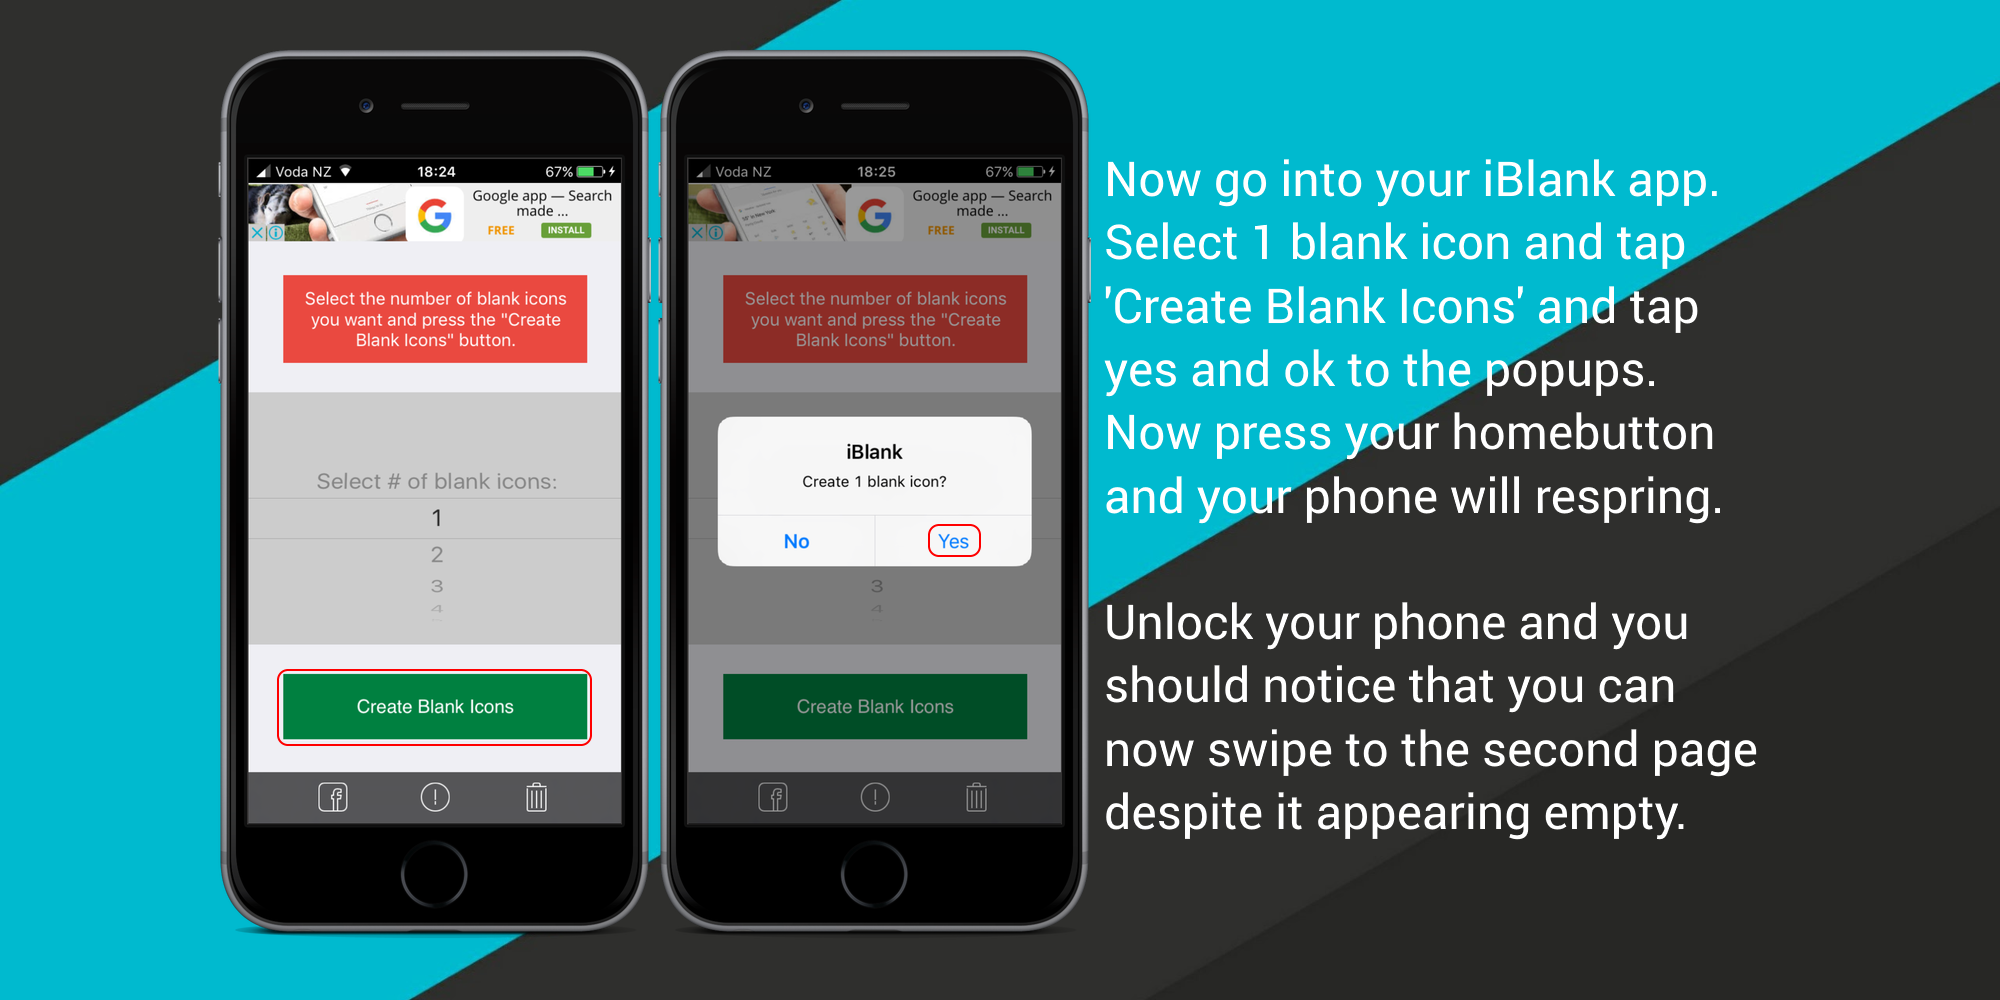 Voda NZ 18:24 67%
Google app — Search
made ...
FREE INSTALL
Select the number of blank icons
you want and press the "Create
Blank Icons" button.
Select # of blank icons:
1
2
3
4
Create Blank Icons
Voda NZ 18:25 67%
Google app — Search
made ...
FREE INSTALL
Select the number of blank icons
you want and press the "Create
Blank Icons" button.
iBlank
Create 1 blank icon?
No Yes
3
4
Create Blank Icons
Now go into your iBlank app.
Select 1 blank icon and tap
'Create Blank Icons' and tap
yes and ok to the popups.
Now press your homebutton
and your phone will respring.
Unlock your phone and you
should notice that you can
now swipe to the second page
despite it appearing empty.